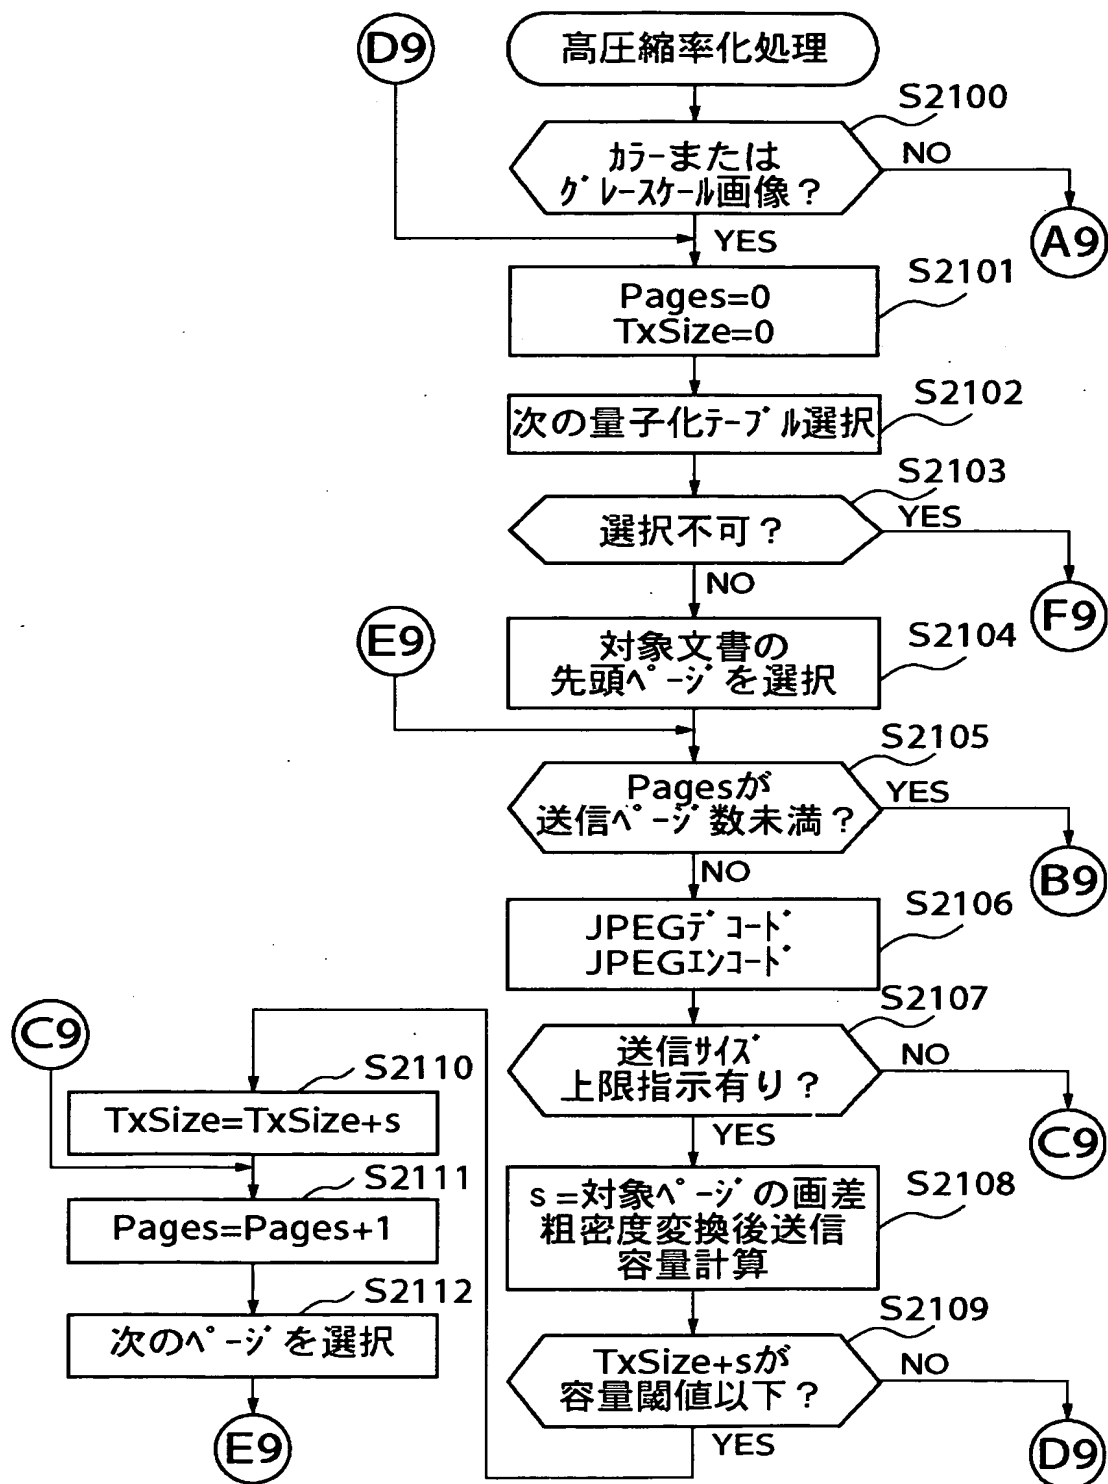 D9
高圧縮率化処理
S2100
ｶﾗｰまたは
ｸﾞﾚｰｽｹｰﾙ画像？
NO
A9
YES
S2101
Pages=0
TxSize=0
S2102
次の量子化ﾃｰﾌﾞﾙ選択
S2103
選択不可？
YES
F9
NO
E9
S2104
対象文書の
先頭ﾍﾟｰｼﾞを選択
S2105
Pagesが
送信ﾍﾟｰｼﾞ数未満？
YES
B9
NO
S2106
JPEGﾃﾞｺｰﾄﾞ
JPEGｴﾝｺｰﾄﾞ
S2107
送信ｻｲｽﾞ
上限指示有り？
NO
C9
YES
S2108
s=対象ﾍﾟｰｼﾞの画差
粗密度変換後送信
容量計算
S2109
TxSize+sが
容量閾値以下？
NO
D9
YES
C9
S2110
TxSize=TxSize+s
S2111
Pages=Pages+1
S2112
次のﾍﾟｰｼﾞを選択
E9